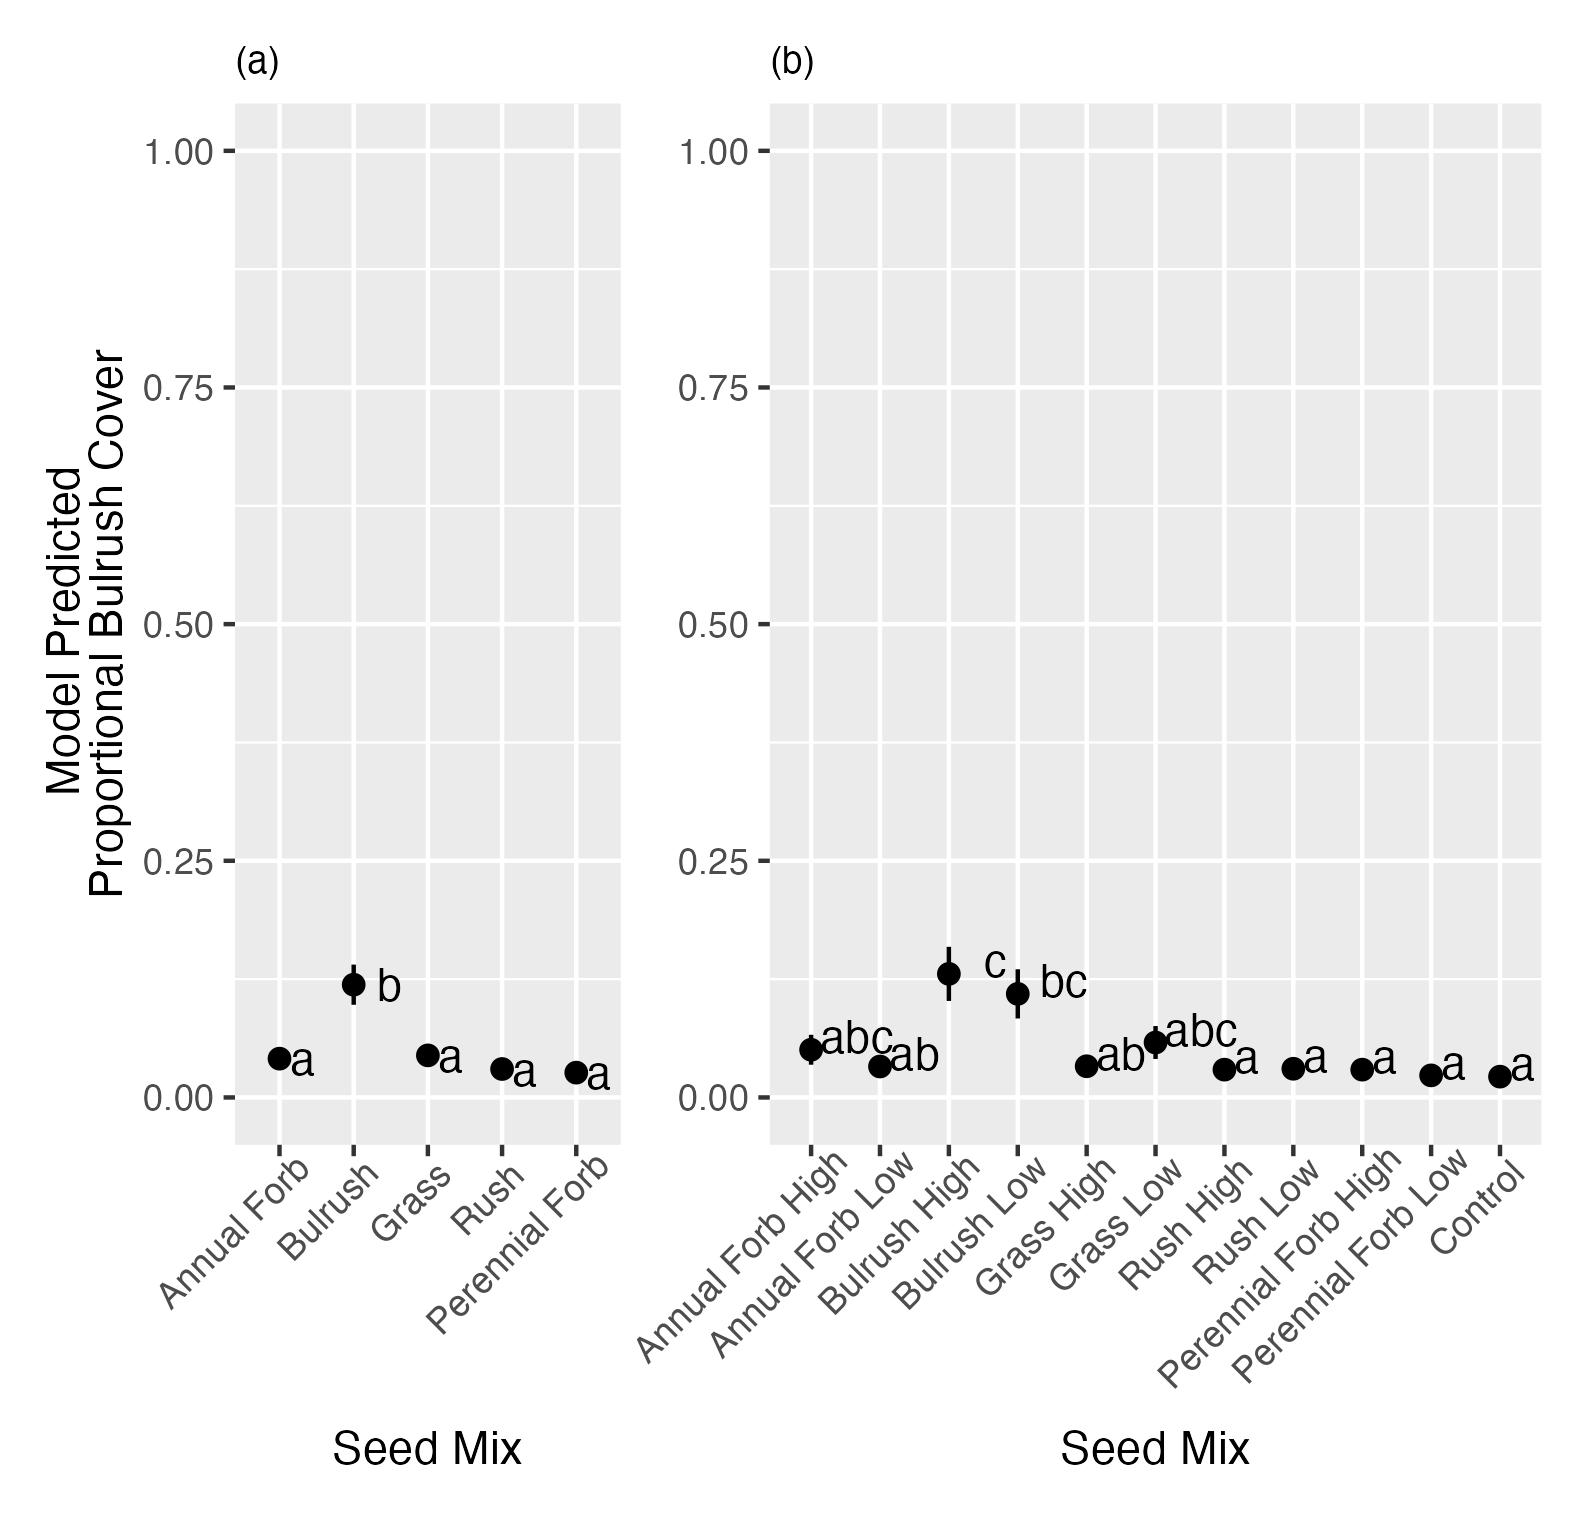 (a)
(b)
Model Predicted
Proportional Bulrush Cover
1.00
0.75
0.50
0.25
0.00
a
b
a
a
a
Annual Forb
Bulrush
Grass
Rush
Perennial Forb
Seed Mix
1.00
0.75
0.50
0.25
0.00
abc
ab
c
bc
ab
abc
a
a
a
a
a
Annual Forb High
Annual Forb Low
Bulrush High
Bulrush Low
Grass High
Grass Low
Rush High
Rush Low
Perennial Forb High
Perennial Forb Low
Control
Seed Mix